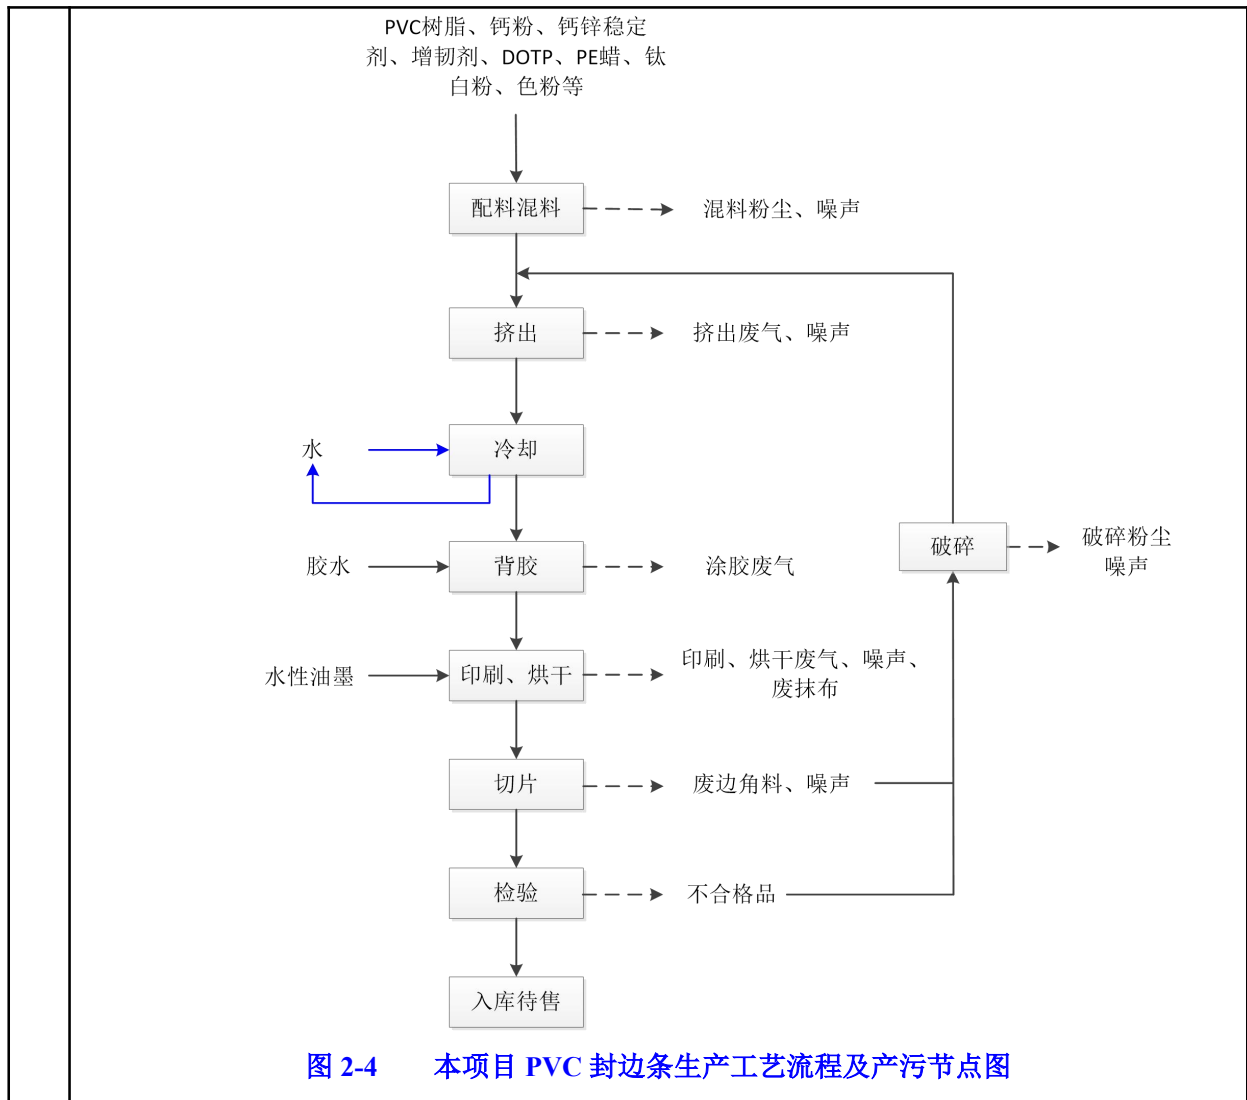 PVC树脂、钙粉、钙锌稳定
剂、增韧剂、DOTP、PE蜡、钛
白粉、色粉等
配料混料
混料粉尘、噪声
挤出
挤出废气、噪声
水
冷却
胶水
背胶
涂胶废气
破碎
破碎粉尘
噪声
水性油墨
印刷、烘干
印刷、烘干废气、噪声、
废抹布
切片
废边角料、噪声
检验
不合格品
入库待售
图 2-4 本项目 PVC 封边条生产工艺流程及产污节点图